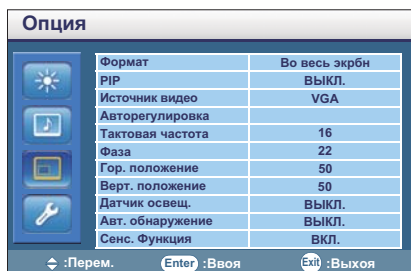 Опция
Формат Во весь экрбн
PIP ВЫКЛ.
Источник видео VGA
Авторегулировка
Тактовая частота 16
Фаза 22
Гор. положение 50
Верт. положение 50
Датчик освещ. ВЫКЛ.
Авт. обнаружение ВЫКЛ.
Сенс. Функция ВКЛ.
:Перем. Enter :Ввоя Exit :Выхоя